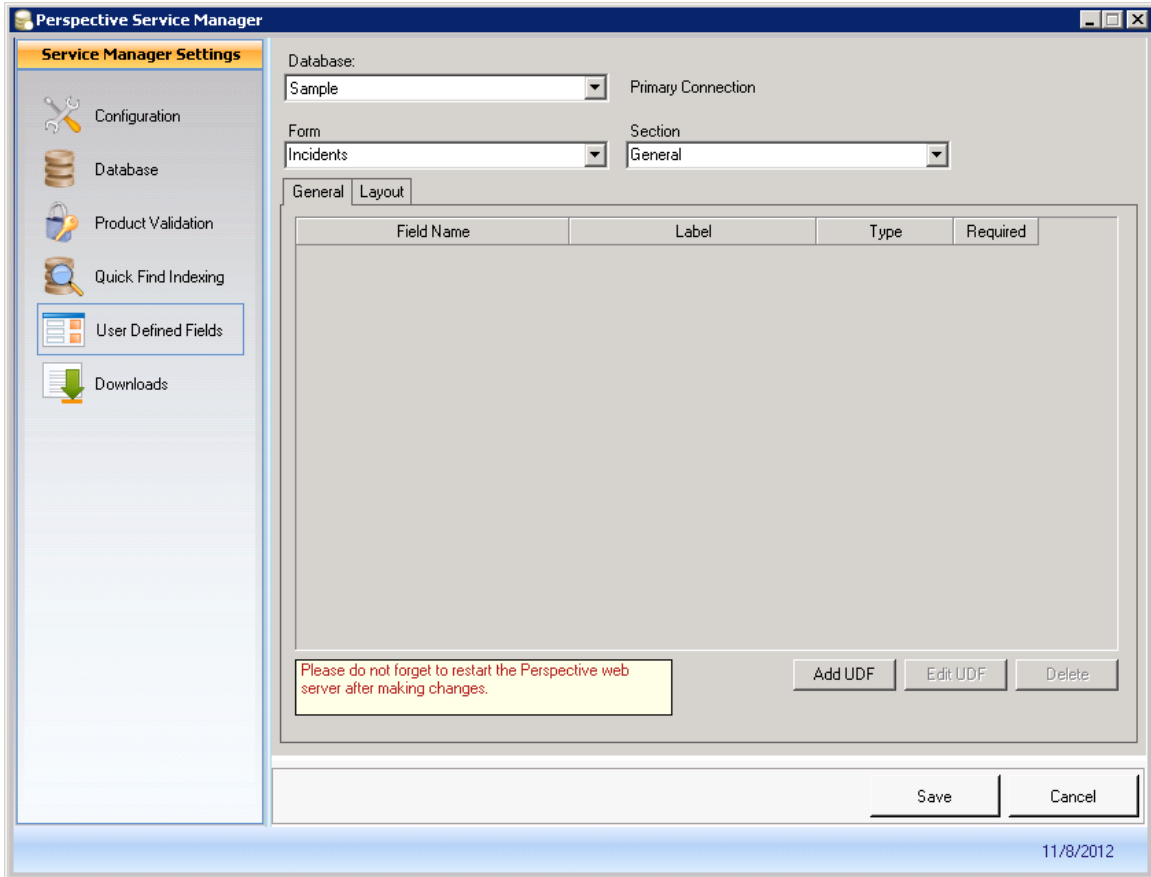 Perspective Service Manager
Service Manager Settings
Configuration
Database
Product Validation
Quick Find Indexing
User Defined Fields
Downloads
Database:
Sample
Primary Connection
Form
Section
Incidents
General
General
Layout
Field Name
Label
Type
Required
Please do not forget to restart the Perspective web
server after making changes.
Add UDF
Edit UDF
Delete
Save
Cancel
11/8/2012